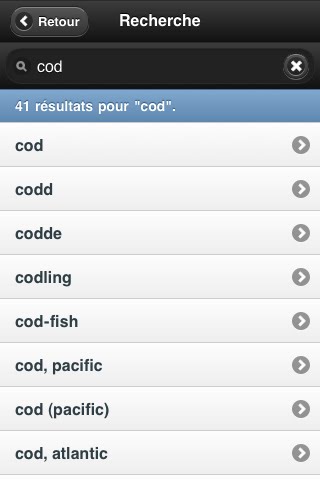 Retour
Recherche
cod
41 résultats pour "cod".
cod
codd
codde
codling
cod-fish
cod, pacific
cod (pacific)
cod, atlantic